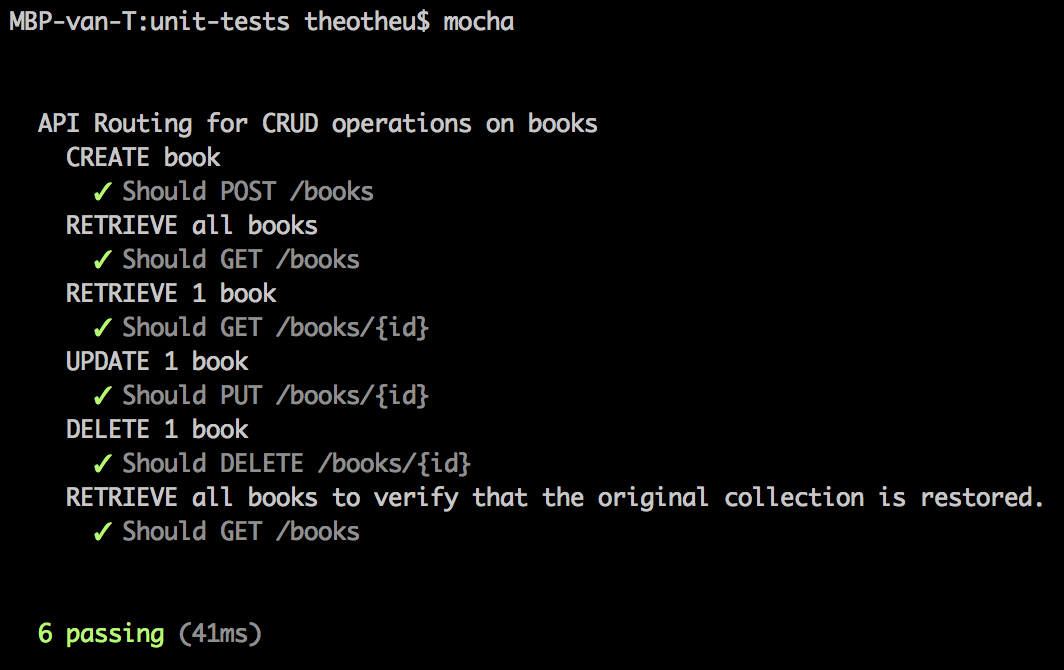 MBP-van-T:unit-tests theotheu$ mocha
API Routing for CRUD operations on books
CREATE book
✓ Should POST /books
RETRIEVE all books
✓ Should GET /books
RETRIEVE 1 book
✓ Should GET /books/{id}
UPDATE 1 book
✓ Should PUT /books/{id}
DELETE 1 book
✓ Should DELETE /books/{id}
RETRIEVE all books to verify that the original collection is restored.
✓ Should GET /books
6 passing (41ms)